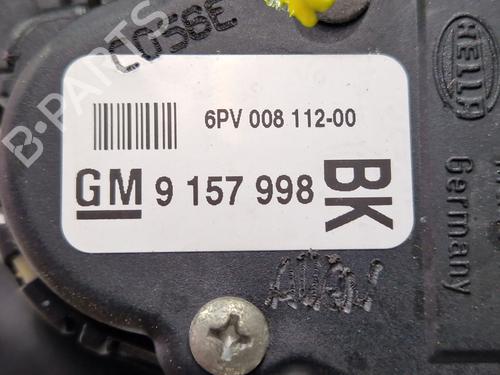 C056E
B-PARTS
HELLA
6PV 008 112-00
GM 9 157 998
BK
Germany